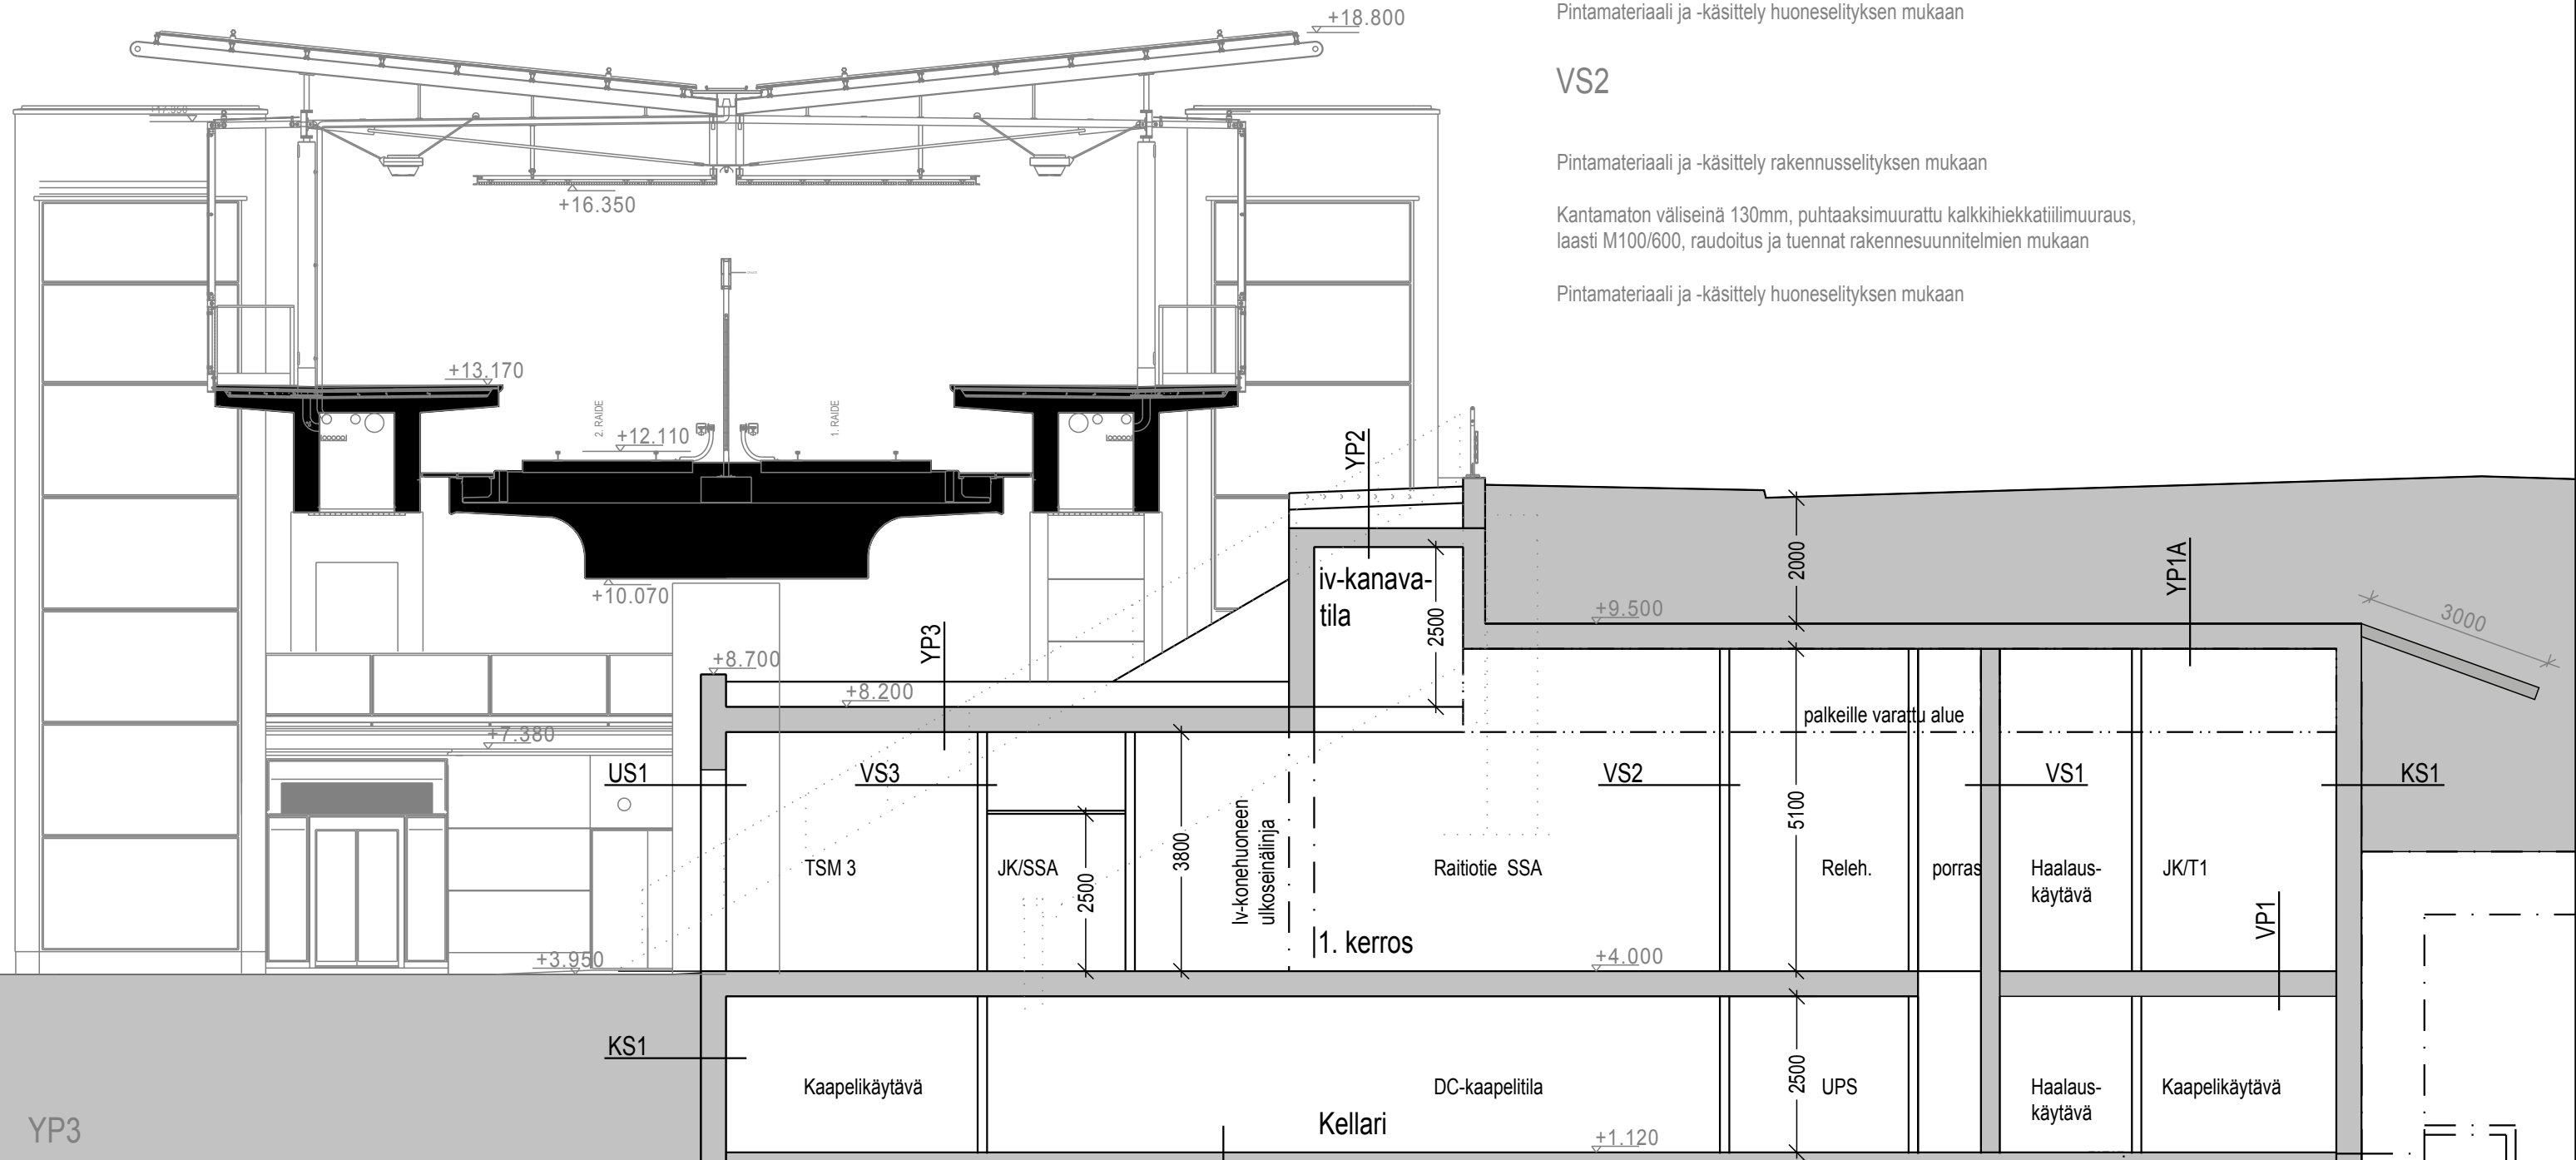 Pintamateriaali ja -käsittely huoneselityksen mukaan
+18.800
VS2
+17.350
Pintamateriaali ja -käsittely rakennusselityksen mukaan
+16.350
Kantamaton väliseinä 130mm, puhtaaksimuurattu kalkkihiekkatiilimuuraus,
laasti M100/600, raudoitus ja tuennat rakennesuunnitelmien mukaan
Pintamateriaali ja -käsittely huoneselityksen mukaan
+13.170
2. RAIDE
1. RAIDE
+12.110
YP2
+10.070
iv-kanava-
tila
2500
2000
YP1A
+9.500
3000
YP3
+8.700
+8.200
palkeille varattu alue
+7.380
US1
VS3
VS2
VS1
KS1
5100
3800
Iv-konehuoneen
ulkoseinälinja
TSM 3
JK/SSA
2500
Raitiotie SSA
Releh.
porras
Haalaus-
käytävä
JK/T1
VP1
1. kerros
+3.950
+4.000
KS1
Kaapelikäytävä
DC-kaapelitila
2500
UPS
Haalaus-
käytävä
Kaapelikäytävä
YP3
Kellari
+1.120